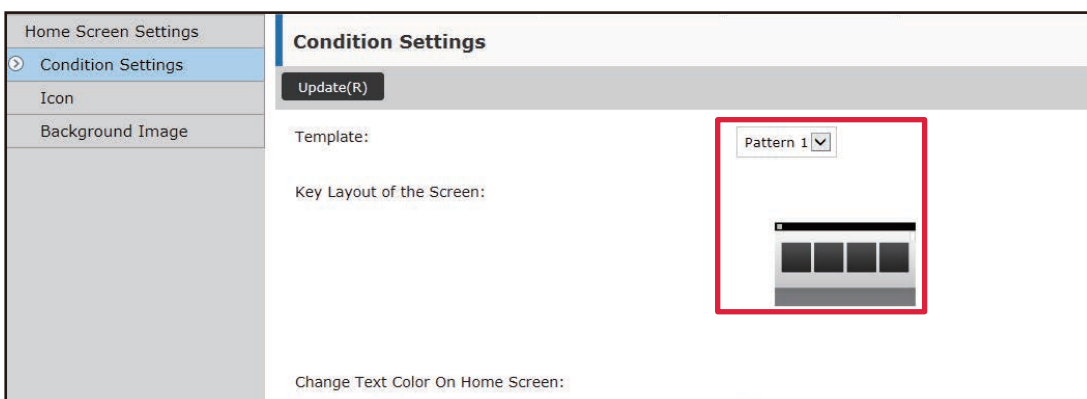 Home Screen Settings
Condition Settings
Icon
Background Image
Condition Settings
Update(R)
Template:
Pattern 1
Key Layout of the Screen:
Change Text Color On Home Screen: